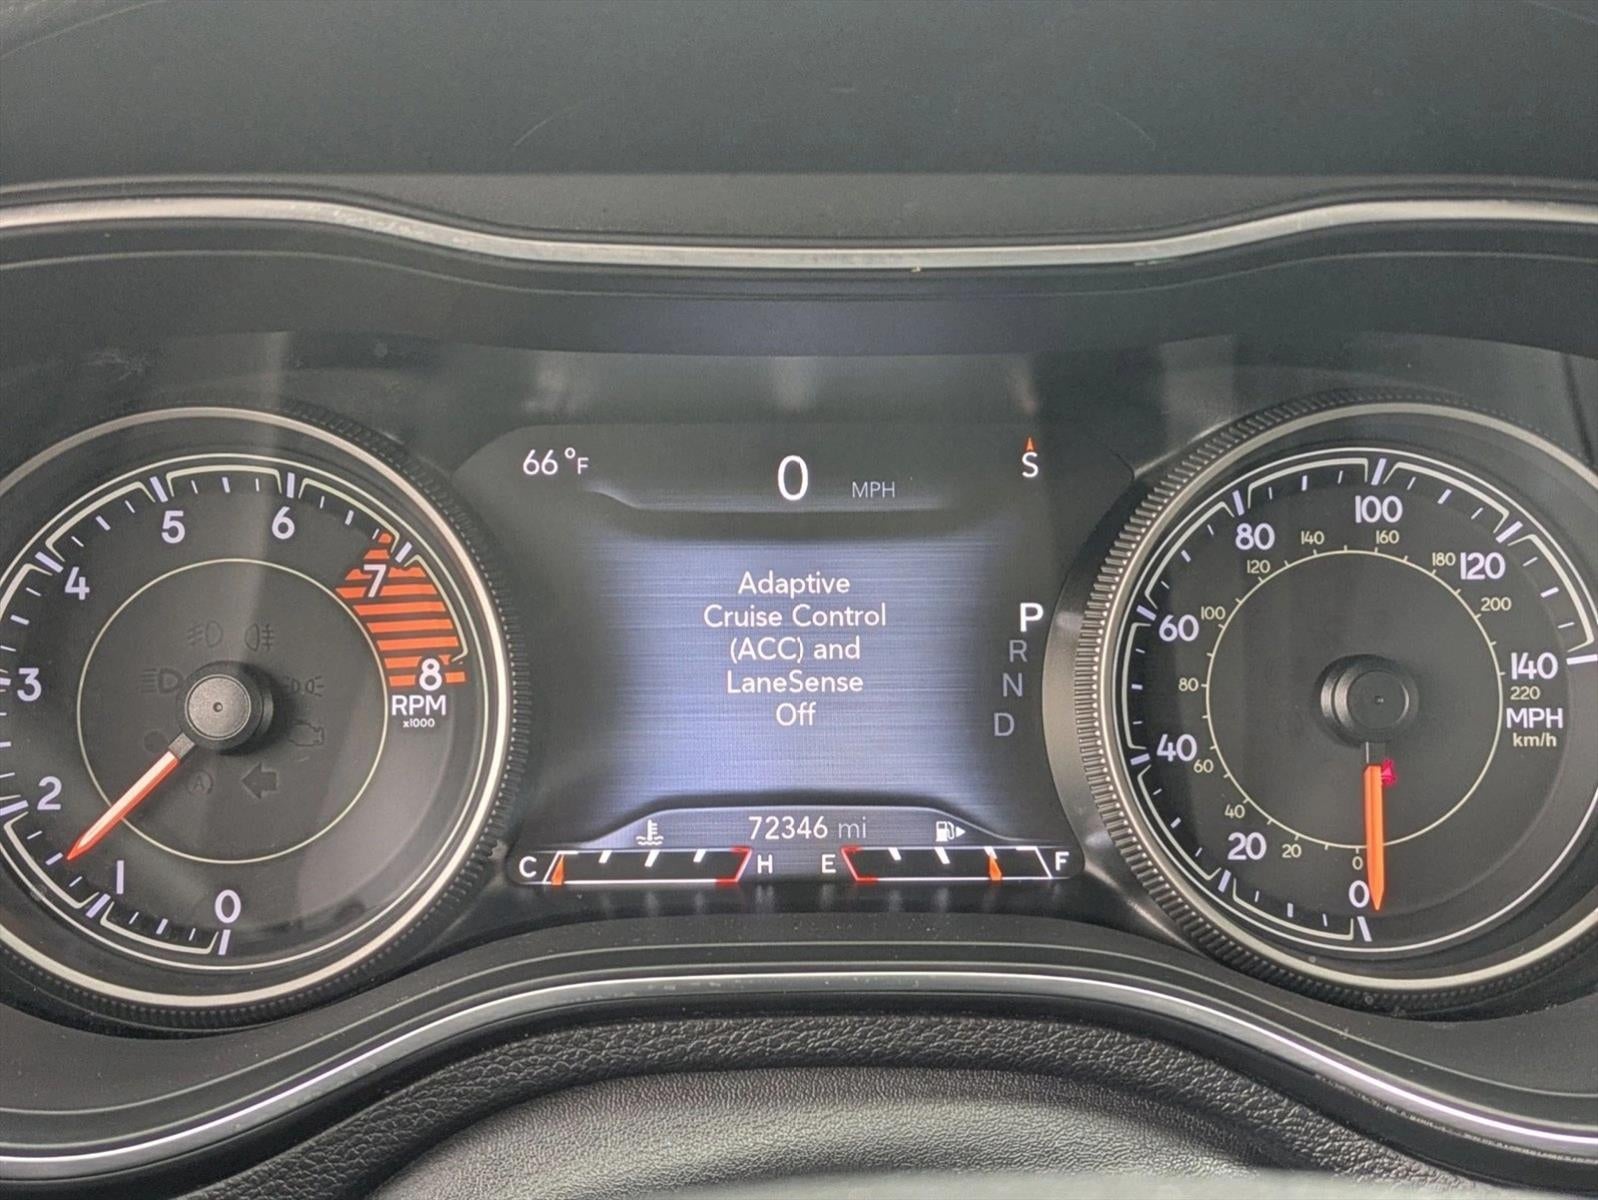 66°F
0 MPH
S
Adaptive
Cruise Control
(ACC) and
LaneSense
Off
P
R
N
D
72346 mi
C H E F
0
1
2
3
4
5
6
7
8
RPM
x1000
0
20
40
60
80
100
120
140
MPH
0
20
40
60
80
100
120
140
160
180
200
220
km/h
A